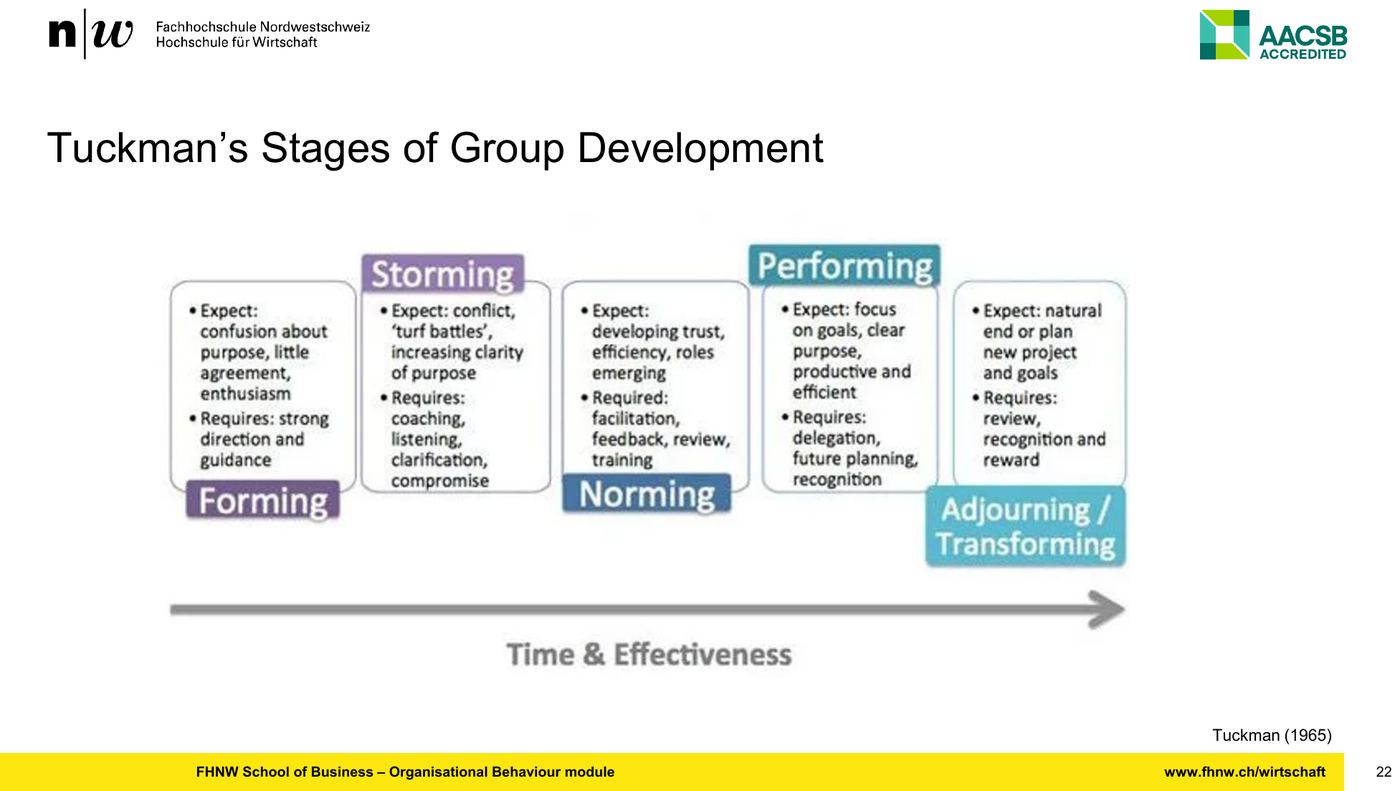 n|w Fachhochschule Nordwestschweiz
Hochschule für Wirtschaft
AACSB
ACCREDITED
Tuckman’s Stages of Group Development
Forming
• Expect:
confusion about
purpose, little
agreement,
enthusiasm
• Requires: strong
direction and
guidance
Storming
• Expect: conflict,
‘turf battles’,
increasing clarity
of purpose
• Requires:
coaching,
listening,
clarification,
compromise
Norming
• Expect:
developing trust,
efficiency, roles
emerging
• Required:
facilitation,
feedback, review,
training
Performing
• Expect: focus
on goals, clear
purpose,
productive and
efficient
• Requires:
delegation,
future planning,
recognition
Adjourning /
Transforming
• Expect: natural
end or plan
new project
and goals
• Requires:
review,
recognition and
reward
Time & Effectiveness
Tuckman (1965)
FHNW School of Business – Organisational Behaviour module
www.fhnw.ch/wirtschaft
22